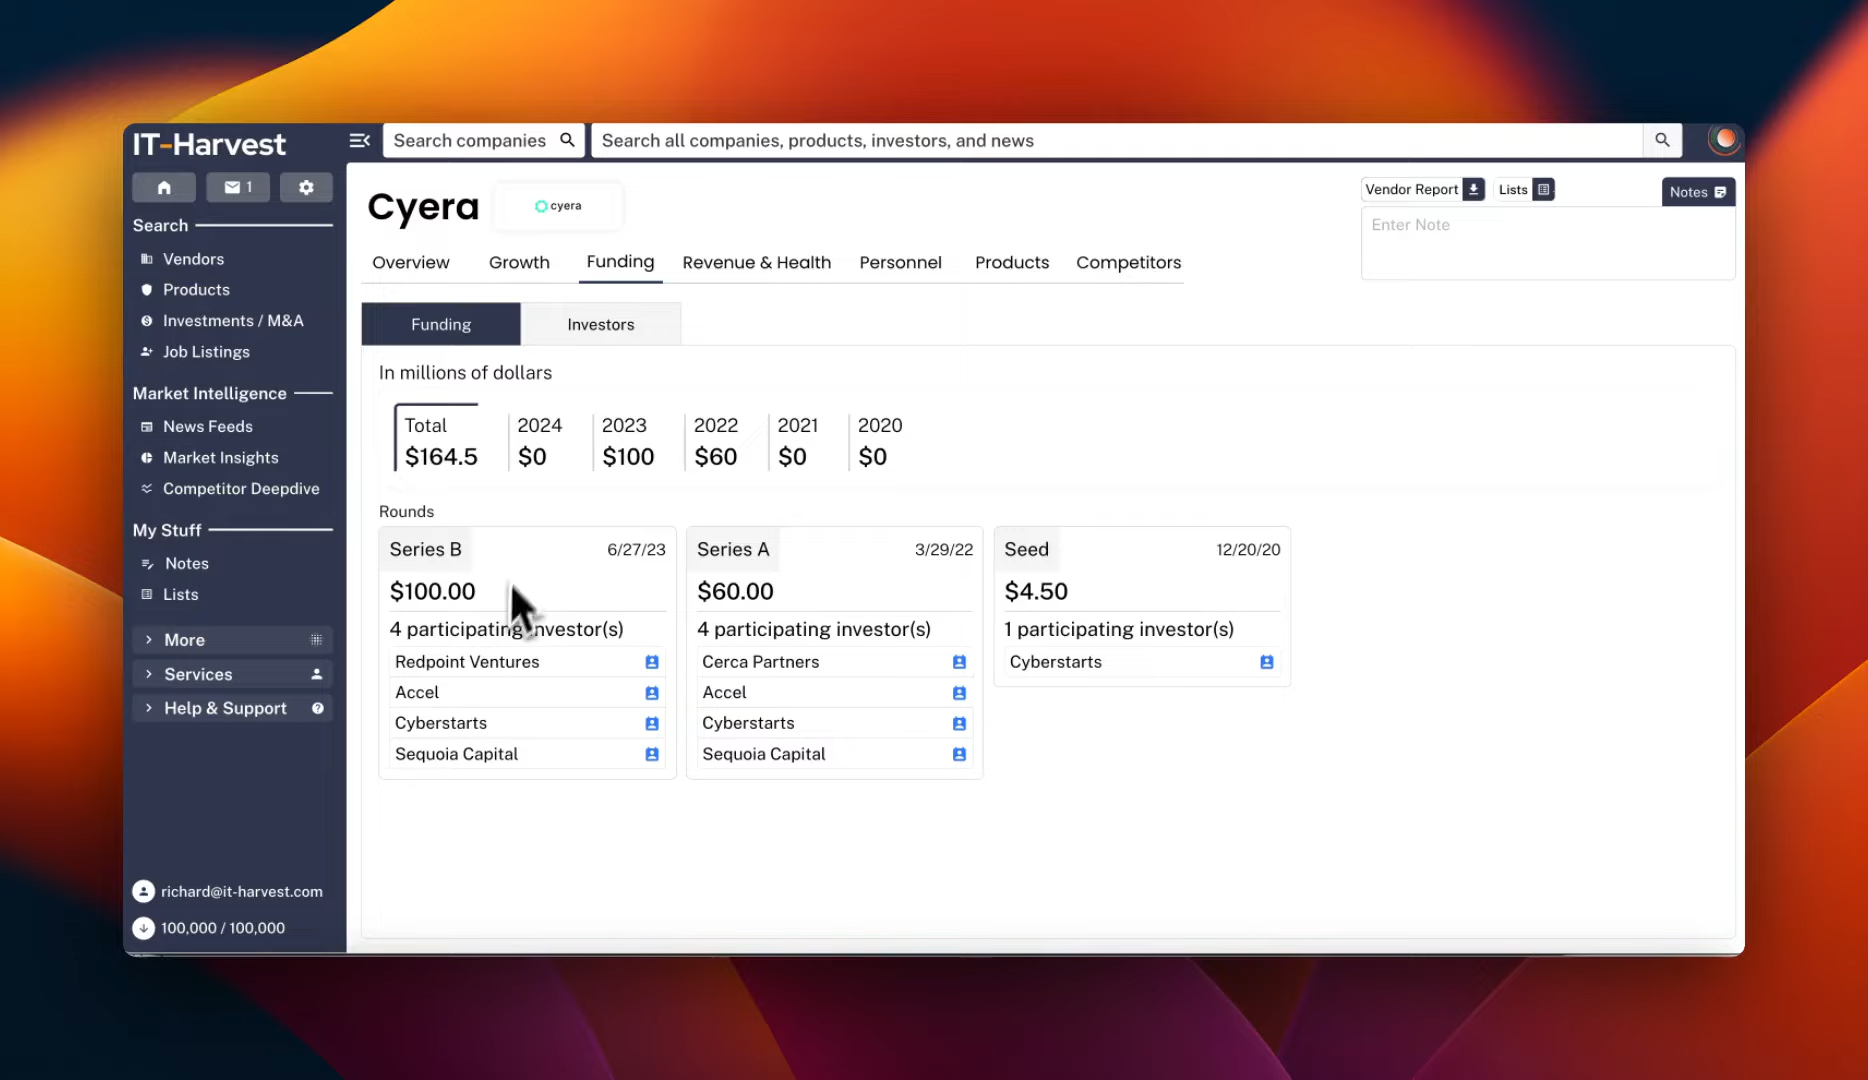 IT-Harvest
Search companies
Search all companies, products, investors, and news
1
Search
Vendors
Products
Investments / M&A
Job Listings
Market Intelligence
News Feeds
Market Insights
Competitor Deepdive
My Stuff
Notes
Lists
More
Services
Help & Support
richard@it-harvest.com
100,000 / 100,000
Cyera
cyera
Vendor Report
Lists
Notes
Enter Note
Overview Growth Funding Revenue & Health Personnel Products Competitors
Funding Investors
In millions of dollars
Total 2024 2023 2022 2021 2020
$164.5 $0 $100 $60 $0 $0
Rounds
Series B 6/27/23
$100.00
4 participating investor(s)
Redpoint Ventures
Accel
Cyberstarts
Sequoia Capital
Series A 3/29/22
$60.00
4 participating investor(s)
Cerca Partners
Accel
Cyberstarts
Sequoia Capital
Seed 12/20/20
$4.50
1 participating investor(s)
Cyberstarts